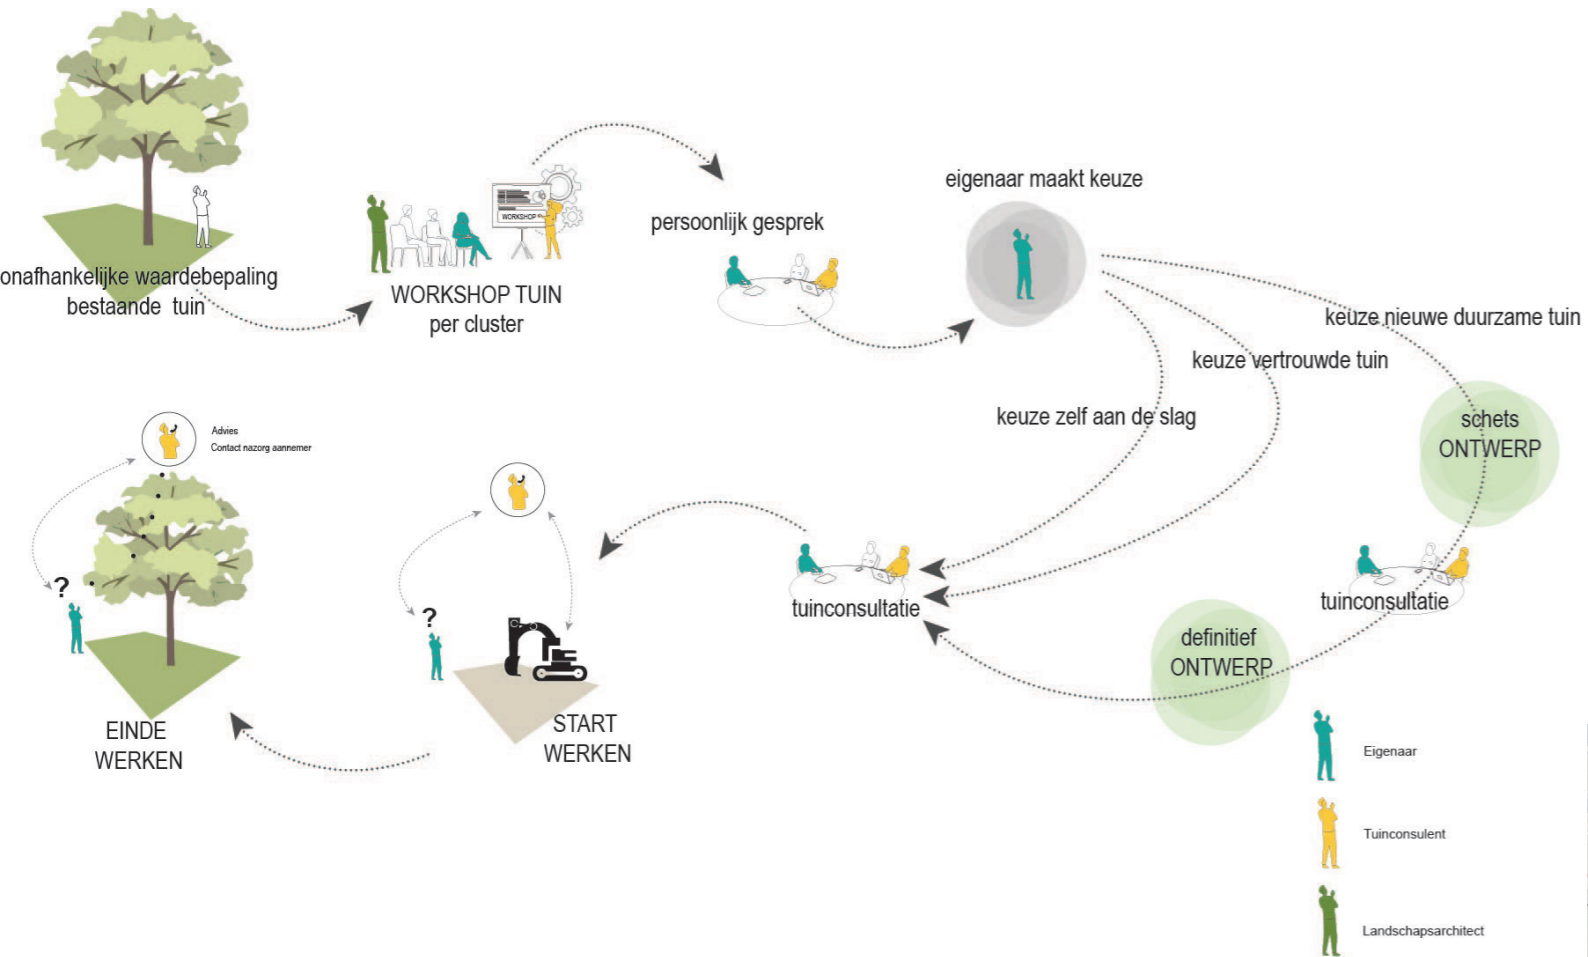 onafhankelijke waardebepaling
bestaande tuin
WORKSHOP
WORKSHOP TUIN
per cluster
persoonlijk gesprek
eigenaar maakt keuze
keuze nieuwe duurzame tuin
keuze vertrouwde tuin
keuze zelf aan de slag
schets
ONTWERP
tuinconsultatie
definitief
ONTWERP
tuinconsultatie
?
START
WERKEN
Advies
Contact nazorg aannemer
?
EINDE
WERKEN
Eigenaar
Tuinconsulent
Landschapsarchitect